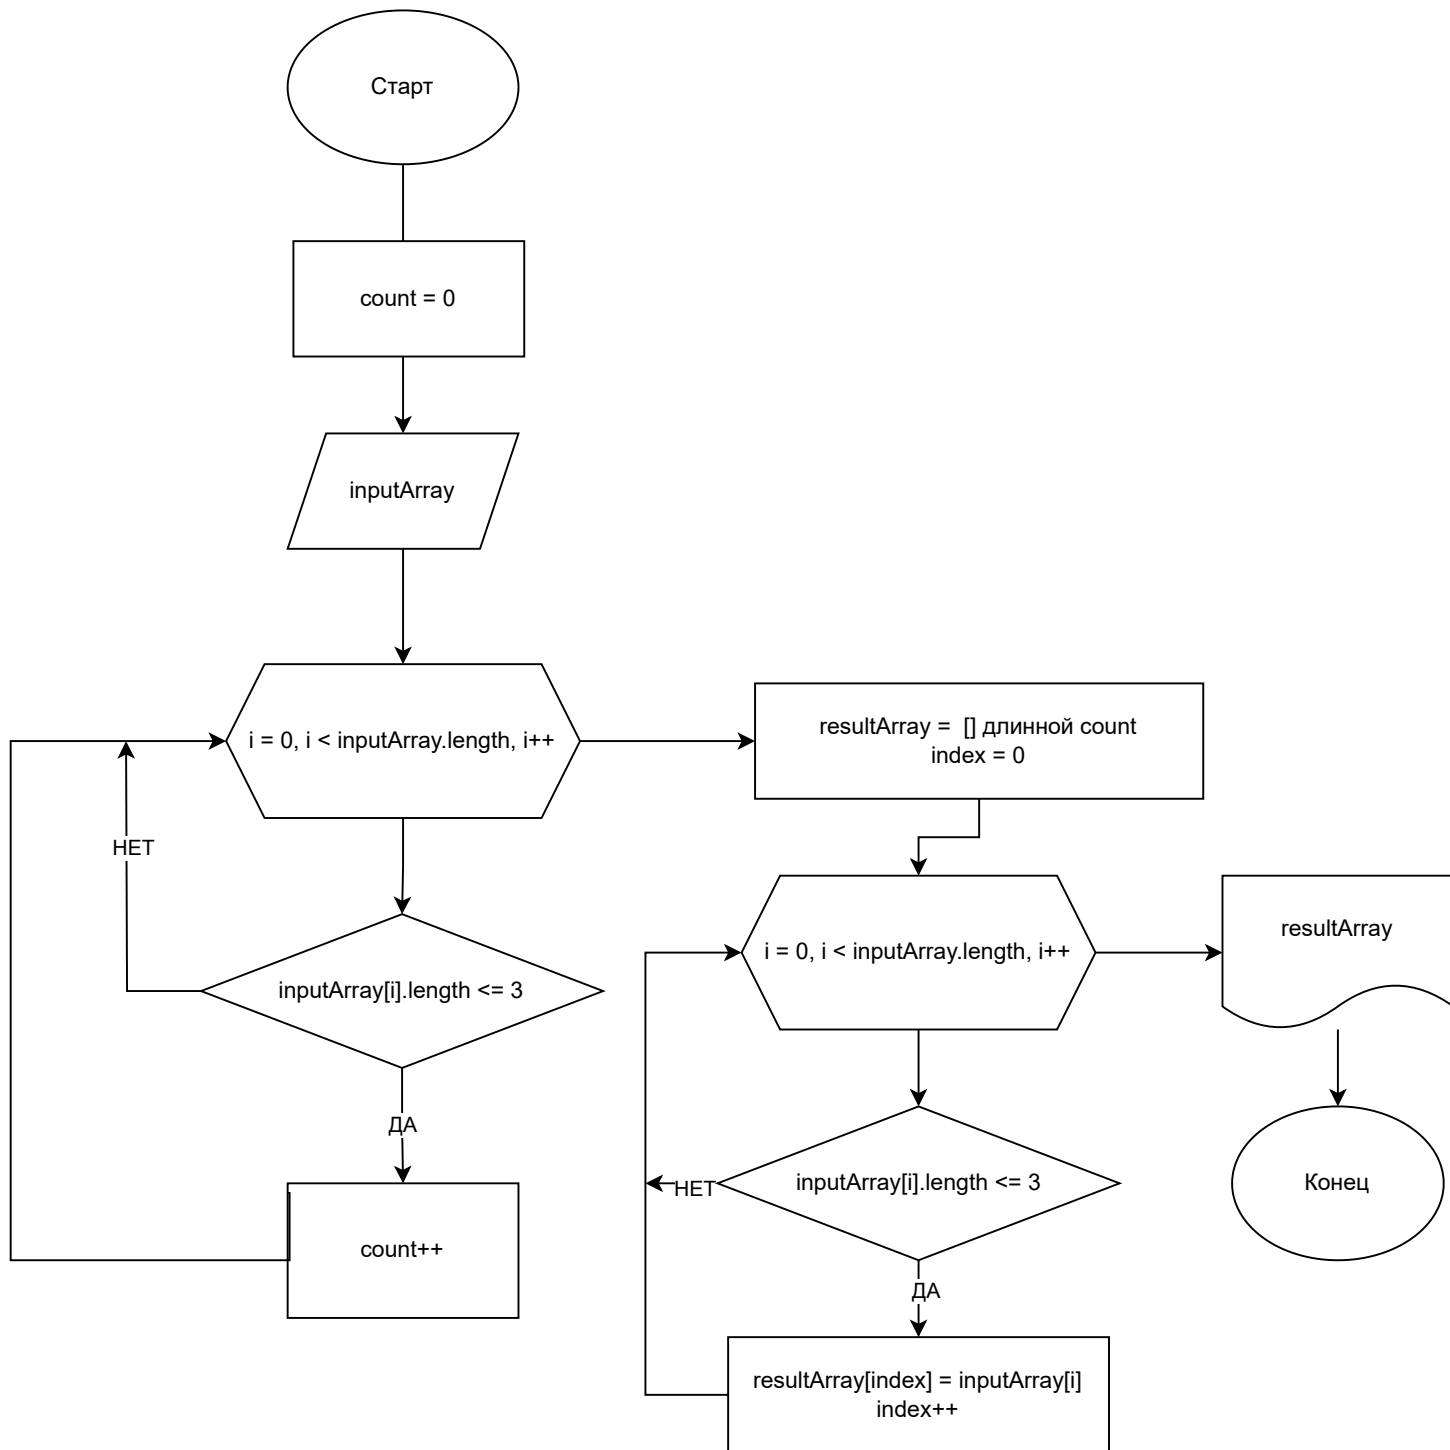 Старт
count = 0
inputArray
i = 0, i < inputArray.length, i++
НЕТ
inputArray[i].length <= 3
ДА
count++
resultArray =  [] длинной count
index = 0
i = 0, i < inputArray.length, i++
НЕТ
inputArray[i].length <= 3
ДА
resultArray[index] = inputArray[i]
index++
resultArray
Конец